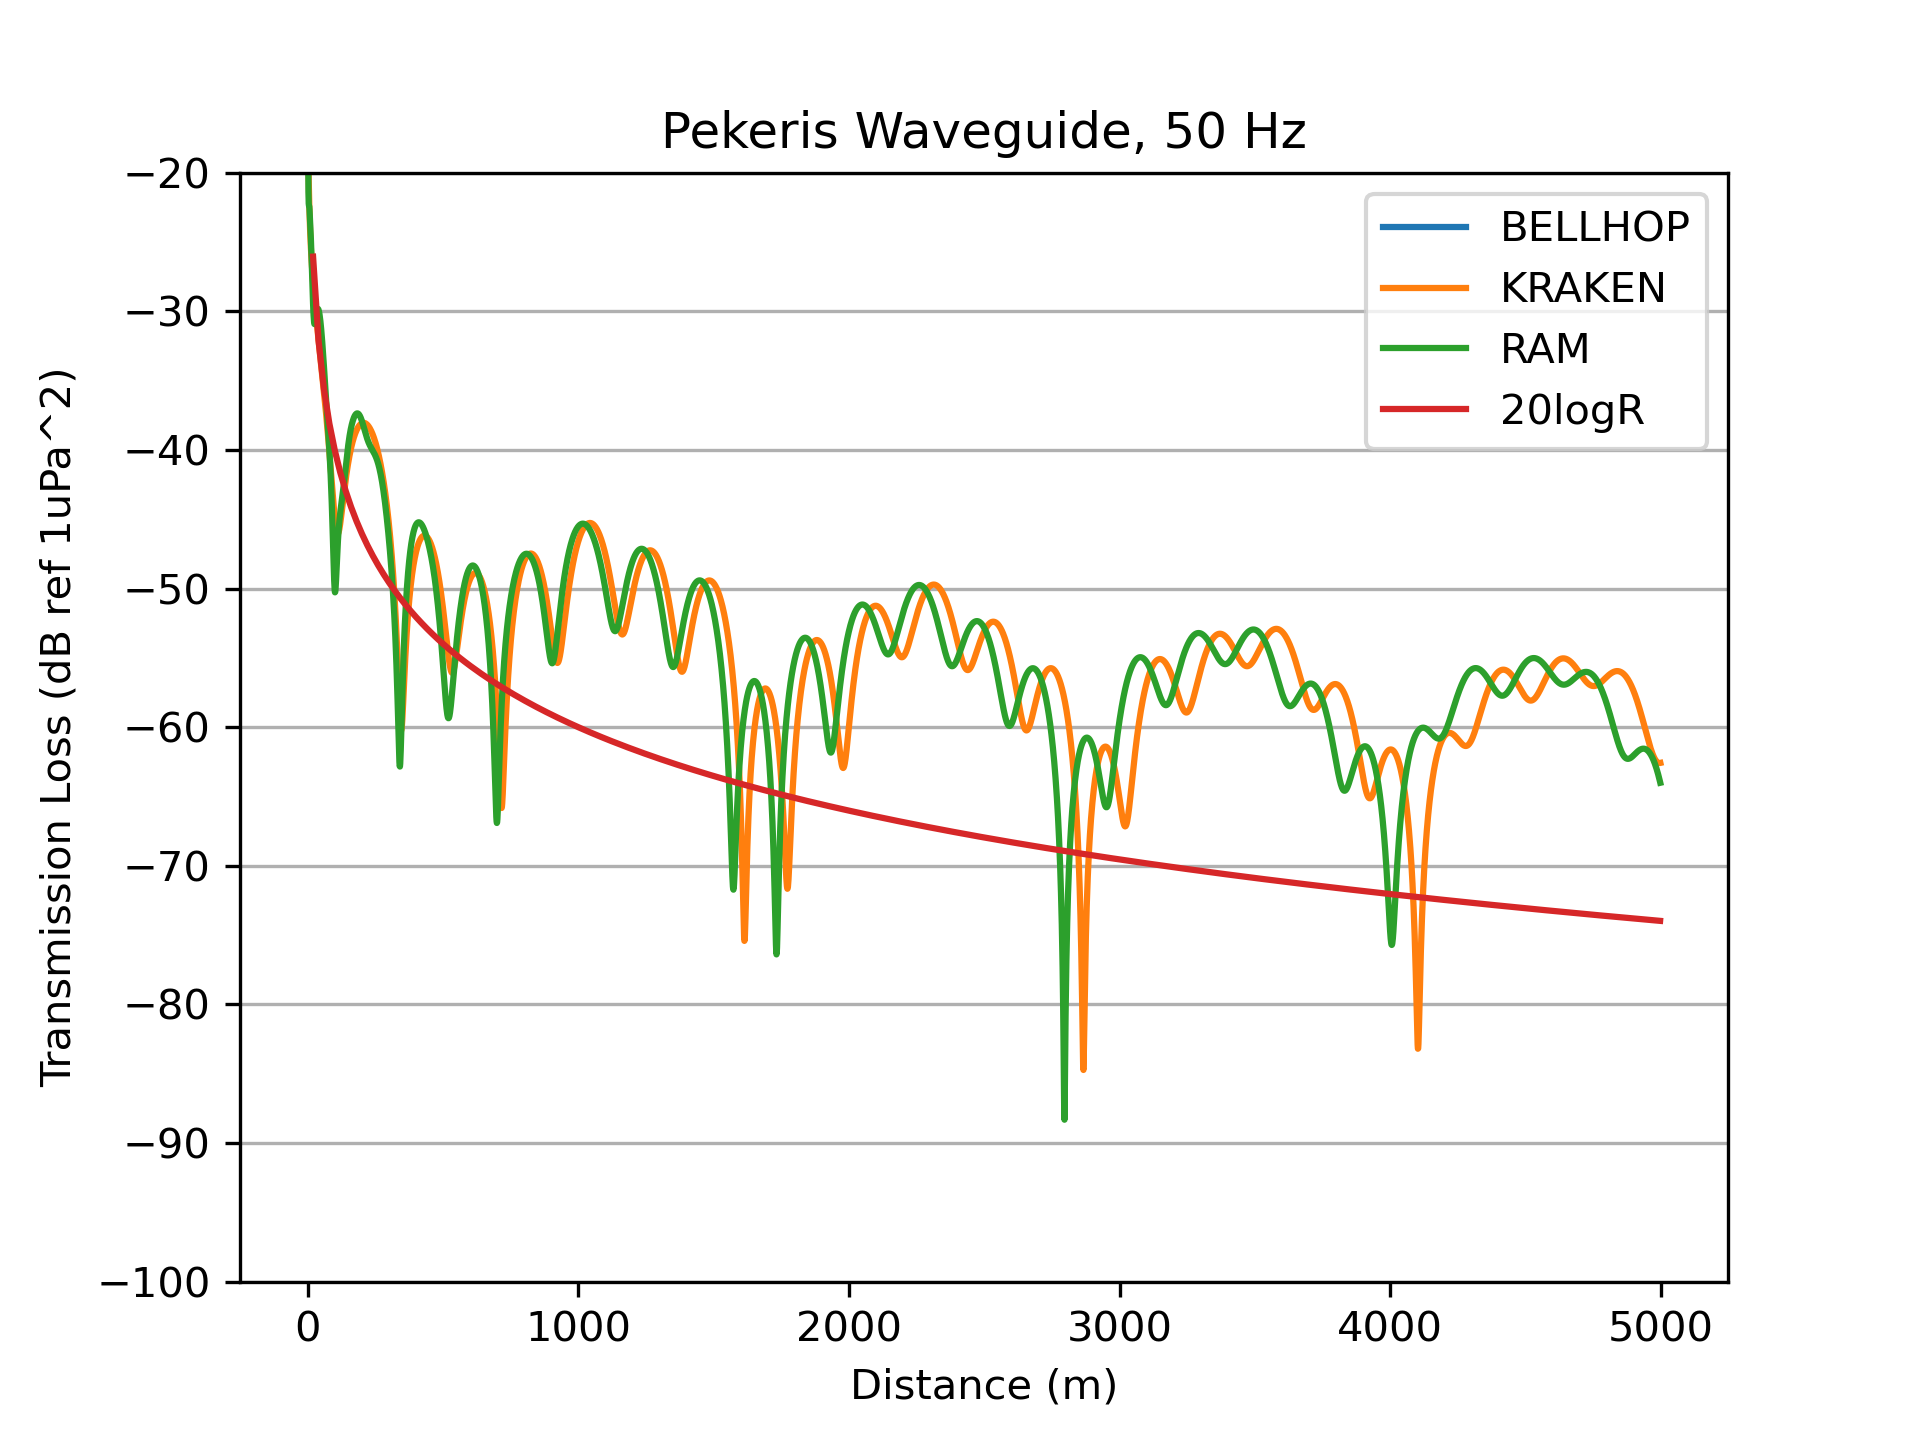 Pekeris Waveguide, 50 Hz
Transmission Loss (dB ref 1uPa^2)
−20
−30
−40
−50
−60
−70
−80
−90
−100
BELLHOP
KRAKEN
RAM
20logR
0
1000
2000
3000
4000
5000
Distance (m)